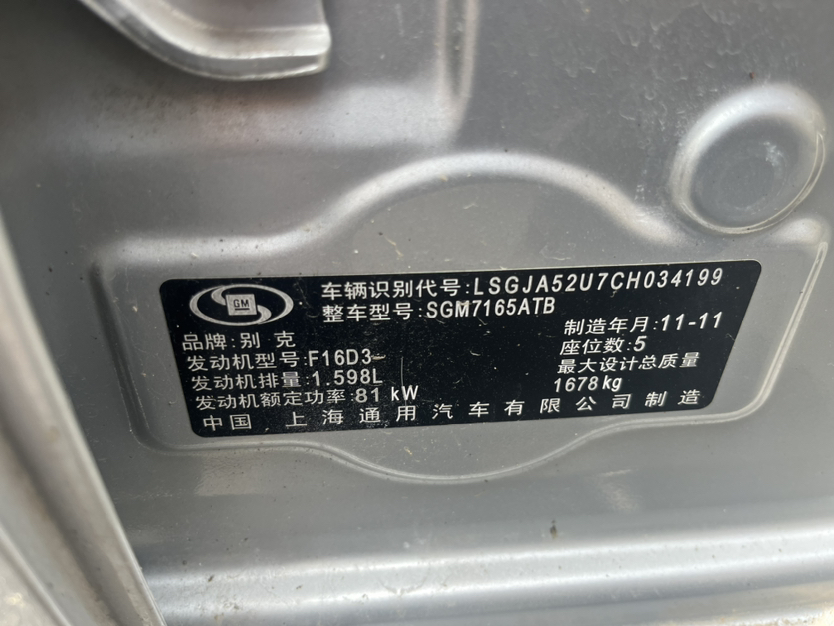 GM
车辆识别代号:LSGJA52U7CH034199
整车型号:SGM7165ATB
品牌:别克
制造年月:11-11
发动机型号:F16D3
座位数:5
发动机排量:1.598L
最大设计总质量
1678kg
发动机额定功率:81 kW
中国 上海通用汽车有限公司制造